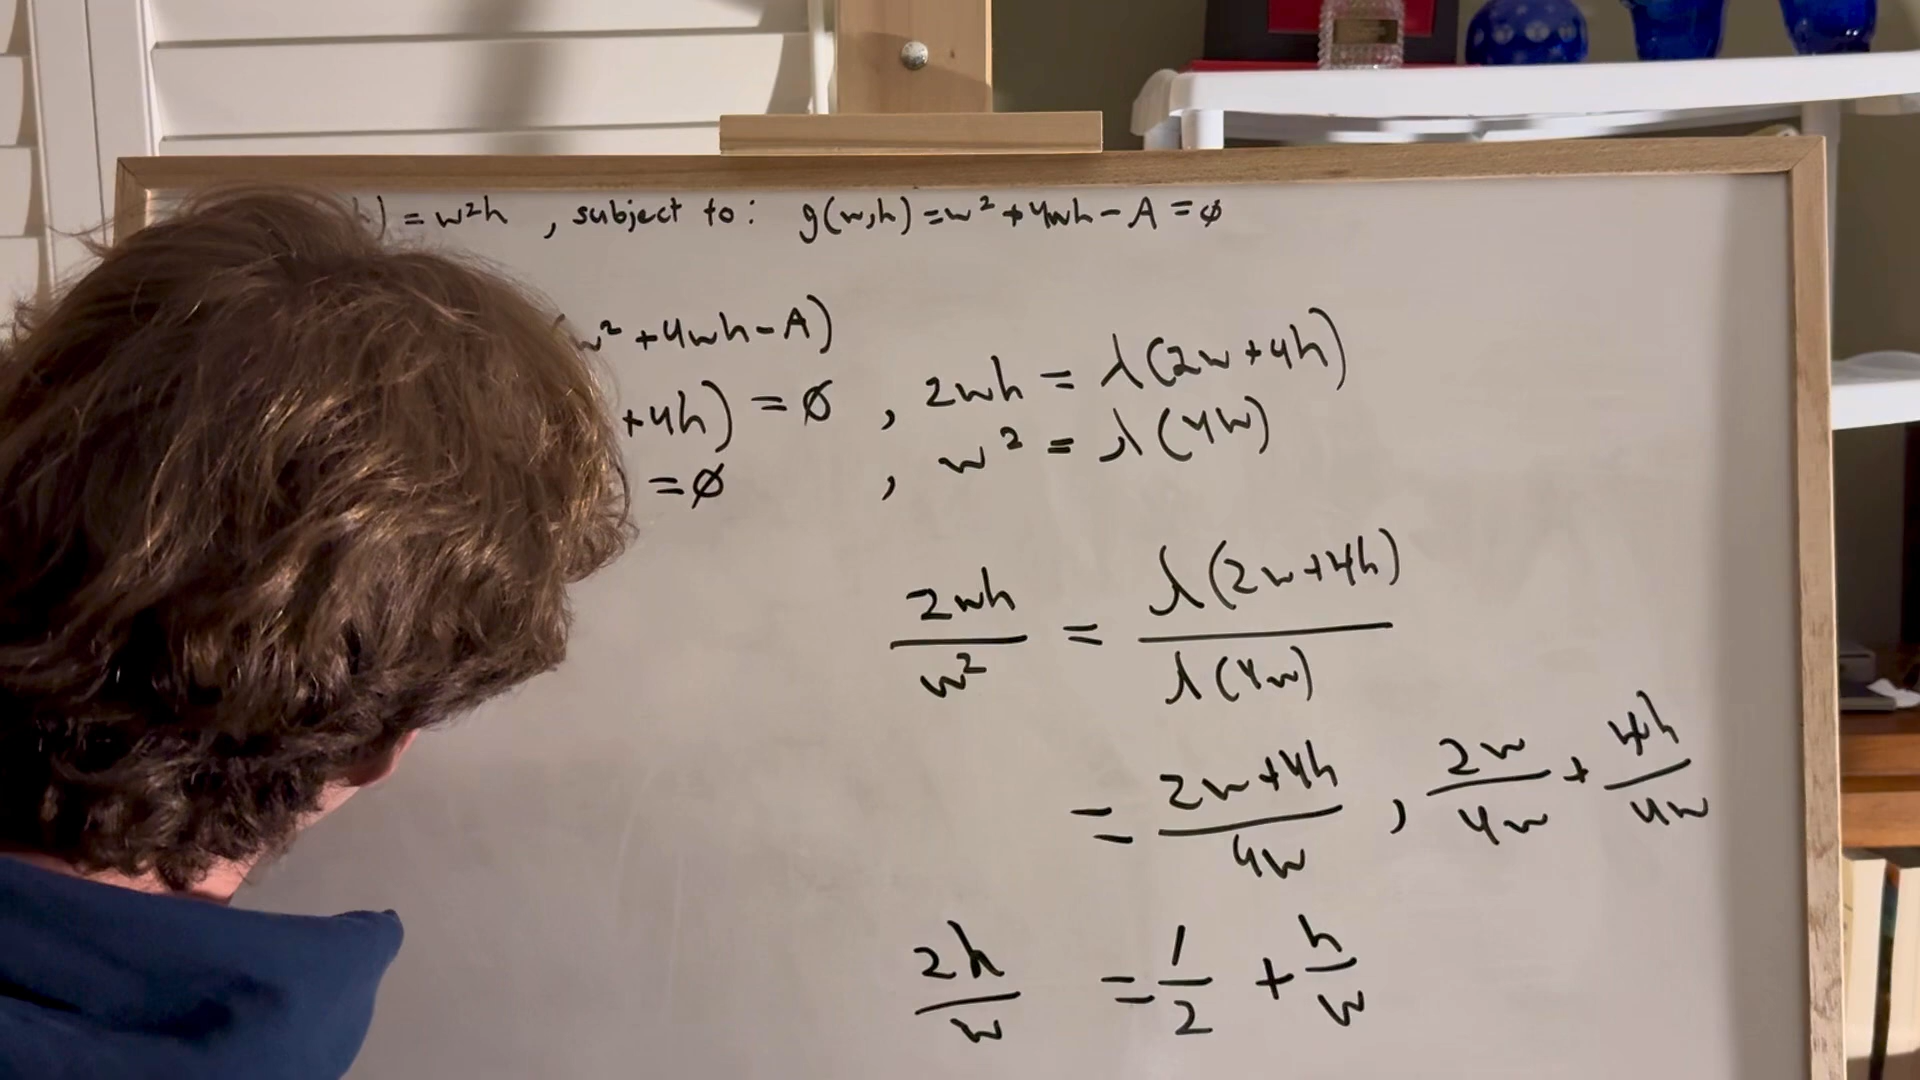 h) = w²h , subject to: g(w,h) = w² + 4wh - A = ∅
w² + 4wh - A)
+4h) = ∅ , 2wh = λ(2w+4h)
= ∅ , w² = λ(4w)
2wh/w² = λ(2w+4h)/λ(4w)
= 2w+4h/4w , 2w/4w + 4h/4w
2h/w = 1/2 + h/w